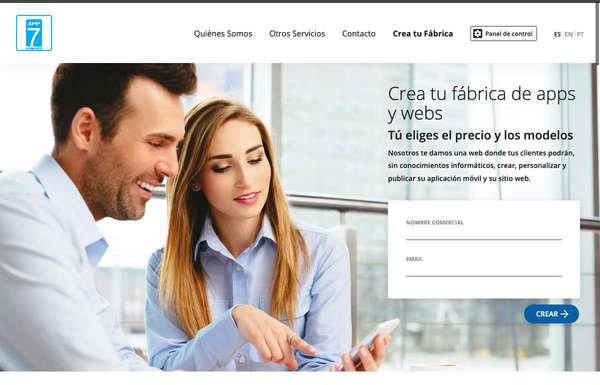 7
Quiénes Somos
Otros Servicios
Contacto
Crea tu Fábrica
Panel de control
ES | EN | PT
Crea tu fábrica de apps
y webs
Tú eliges el precio y los modelos
Nosotros te damos una web donde tus clientes podrán,
sin conocimientos informáticos, crear, personalizar y
publicar su aplicación móvil y su sitio web.
NOMBRE COMERCIAL
EMAIL
CREAR